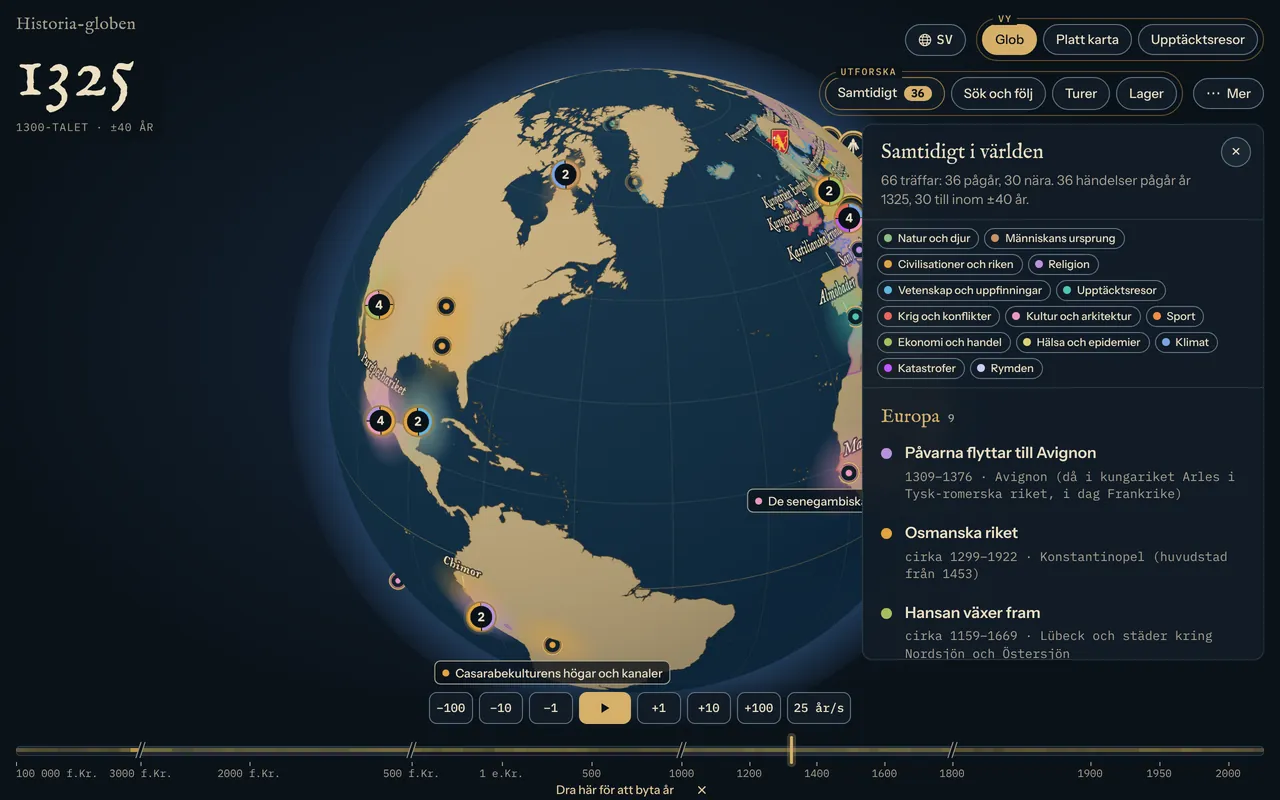 Historia-globen
1325
1300-TALET · ±40 ÅR
SV
VY
Glob
Platt karta
Upptäcktsresor
UTFORSKA
Samtidigt 36
Sök och följ
Turer
Lager
··· Mer
Samtidigt i världen
×
66 träffar: 36 pågår, 30 nära. 36 händelser pågår år
1325, 30 till inom ±40 år.
Natur och djur
Människans ursprung
Civilisationer och riken
Religion
Vetenskap och uppfinningar
Upptäcktsresor
Krig och konflikter
Kultur och arkitektur
Sport
Ekonomi och handel
Hälsa och epidemier
Klimat
Katastrofer
Rymden
Europa 9
Påvarna flyttar till Avignon
1309–1376 · Avignon (då i kungariket Arles i
Tysk-romerska riket, i dag Frankrike)
Osmanska riket
cirka 1299–1922 · Konstantinopel (huvudstad
från 1453)
Hansan växer fram
cirka 1159–1669 · Lübeck och städer kring
Nordsjön och Östersjön
2
2
4
4
Kungariket
Kungariket
Almohader
Purépechariket
4
2
Ma
De senegambisk
Chimor
2
Casarabekulturens högar och kanaler
−100
−10
−1
+1
+10
+100
25 år/s
100 000 f.Kr.
3000 f.Kr.
2000 f.Kr.
500 f.Kr.
1 e.Kr.
500
1000
1200
1400
1600
1800
1900
1950
2000
Dra här för att byta år ×